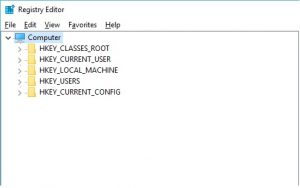 Registry Editor
File Edit View Favorites Help
Computer
HKEY_CLASSES_ROOT
HKEY_CURRENT_USER
HKEY_LOCAL_MACHINE
HKEY_USERS
HKEY_CURRENT_CONFIG